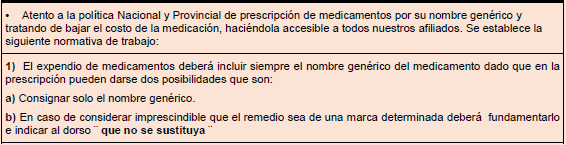 •    Atento a la política Nacional y Provincial de prescripción de medicamentos por su nombre genérico y
tratando de bajar el costo de la medicación, haciéndola accesible a todos nuestros afiliados. Se establece la
siguiente normativa de trabajo:
1)  El expendio de medicamentos deberá incluir siempre el nombre genérico del medicamento dado que en la
prescripción pueden darse dos posibilidades que son:
a) Consignar solo el nombre genérico.
b) En caso de considerar imprescindible que el remedio sea de una marca determinada deberá  fundamentarlo
e indicar al dorso ¨ que no se sustituya ¨